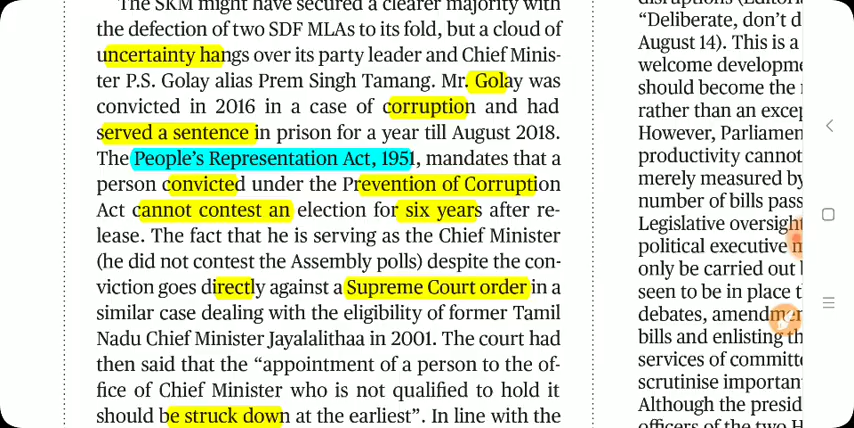 The SKM might have secured a clearer majority with
the defection of two SDF MLAs to its fold, but a cloud of
uncertainty hangs over its party leader and Chief Minis-
ter P.S. Golay alias Prem Singh Tamang. Mr. Golay was
convicted in 2016 in a case of corruption and had
served a sentence in prison for a year till August 2018.
The People's Representation Act, 1951, mandates that a
person convicted under the Prevention of Corruption
Act cannot contest an election for six years after re-
lease. The fact that he is serving as the Chief Minister
(he did not contest the Assembly polls) despite the con-
viction goes directly against a Supreme Court order in a
similar case dealing with the eligibility of former Tamil
Nadu Chief Minister Jayalalithaa in 2001. The court had
then said that the “appointment of a person to the of-
fice of Chief Minister who is not qualified to hold it
should be struck down at the earliest”. In line with the
“Deliberate, don't d
August 14). This is a
welcome developme
should become the
rather than an excep
However, Parliamen
productivity cannot
merely measured by
number of bills pass
Legislative oversight
political executive
only be carried out
seen to be in place t
debates, amendmen
bills and enlisting th
services of committe
scrutinise importan
Although the presid
officers of the two H